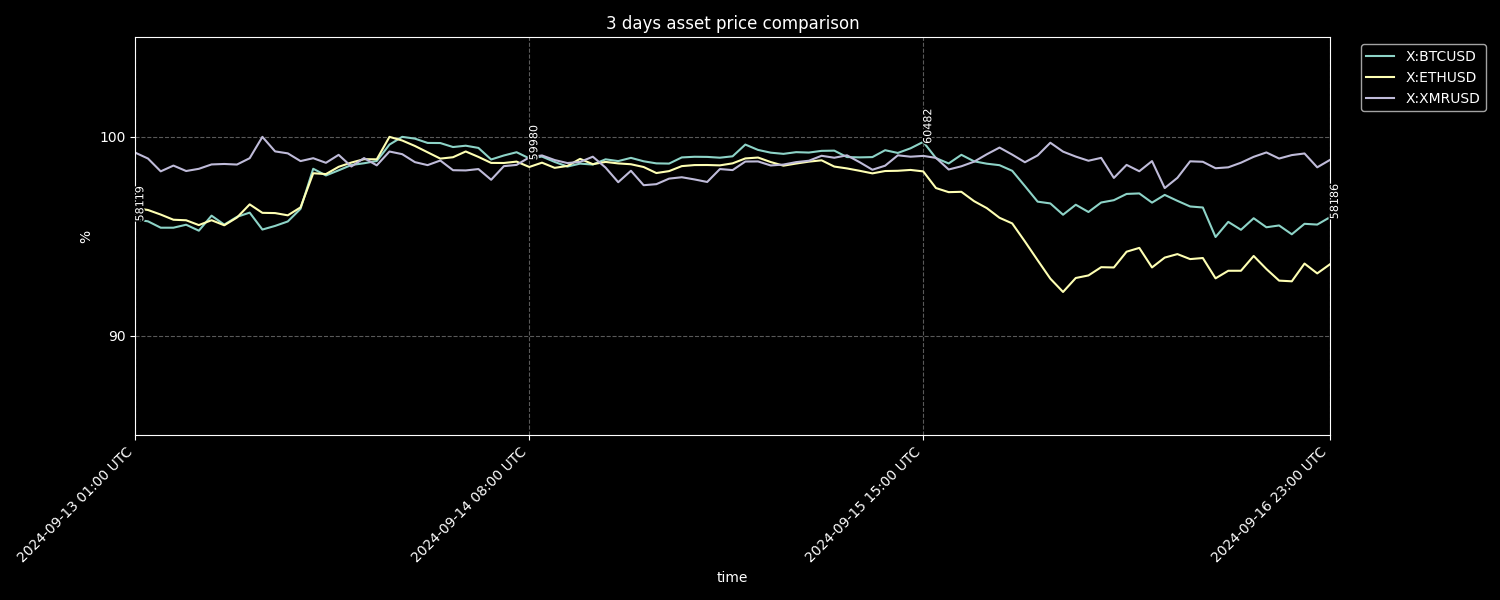 3 days asset price comparison
X:BTCUSD
X:ETHUSD
X:XMRUSD
100
90
%
58119
59980
60482
58186
2024-09-13 01:00 UTC
2024-09-14 08:00 UTC
2024-09-15 15:00 UTC
2024-09-16 23:00 UTC
time